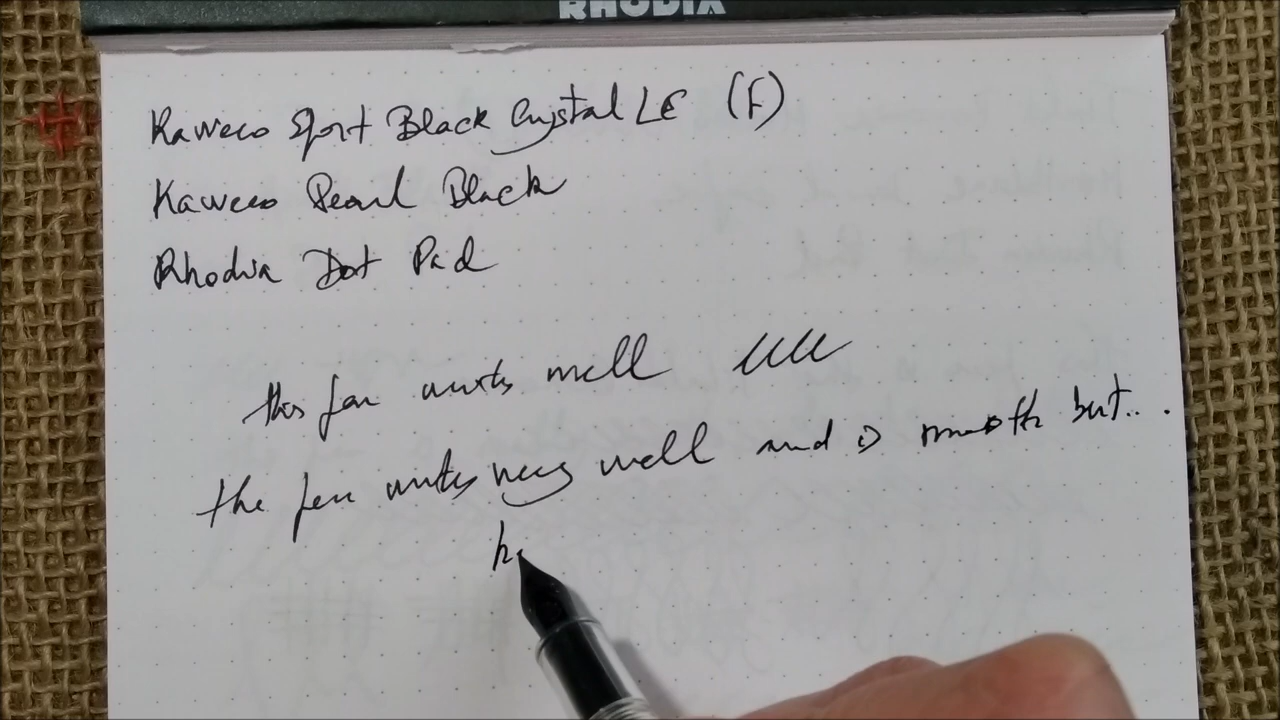 RHODIA
Kaweco Sport Black Crystal LE (F)
Kaweco Pearl Black
Rhodia Dot Pad
this pen writes well
the pen writes very well and is smooth but...
h